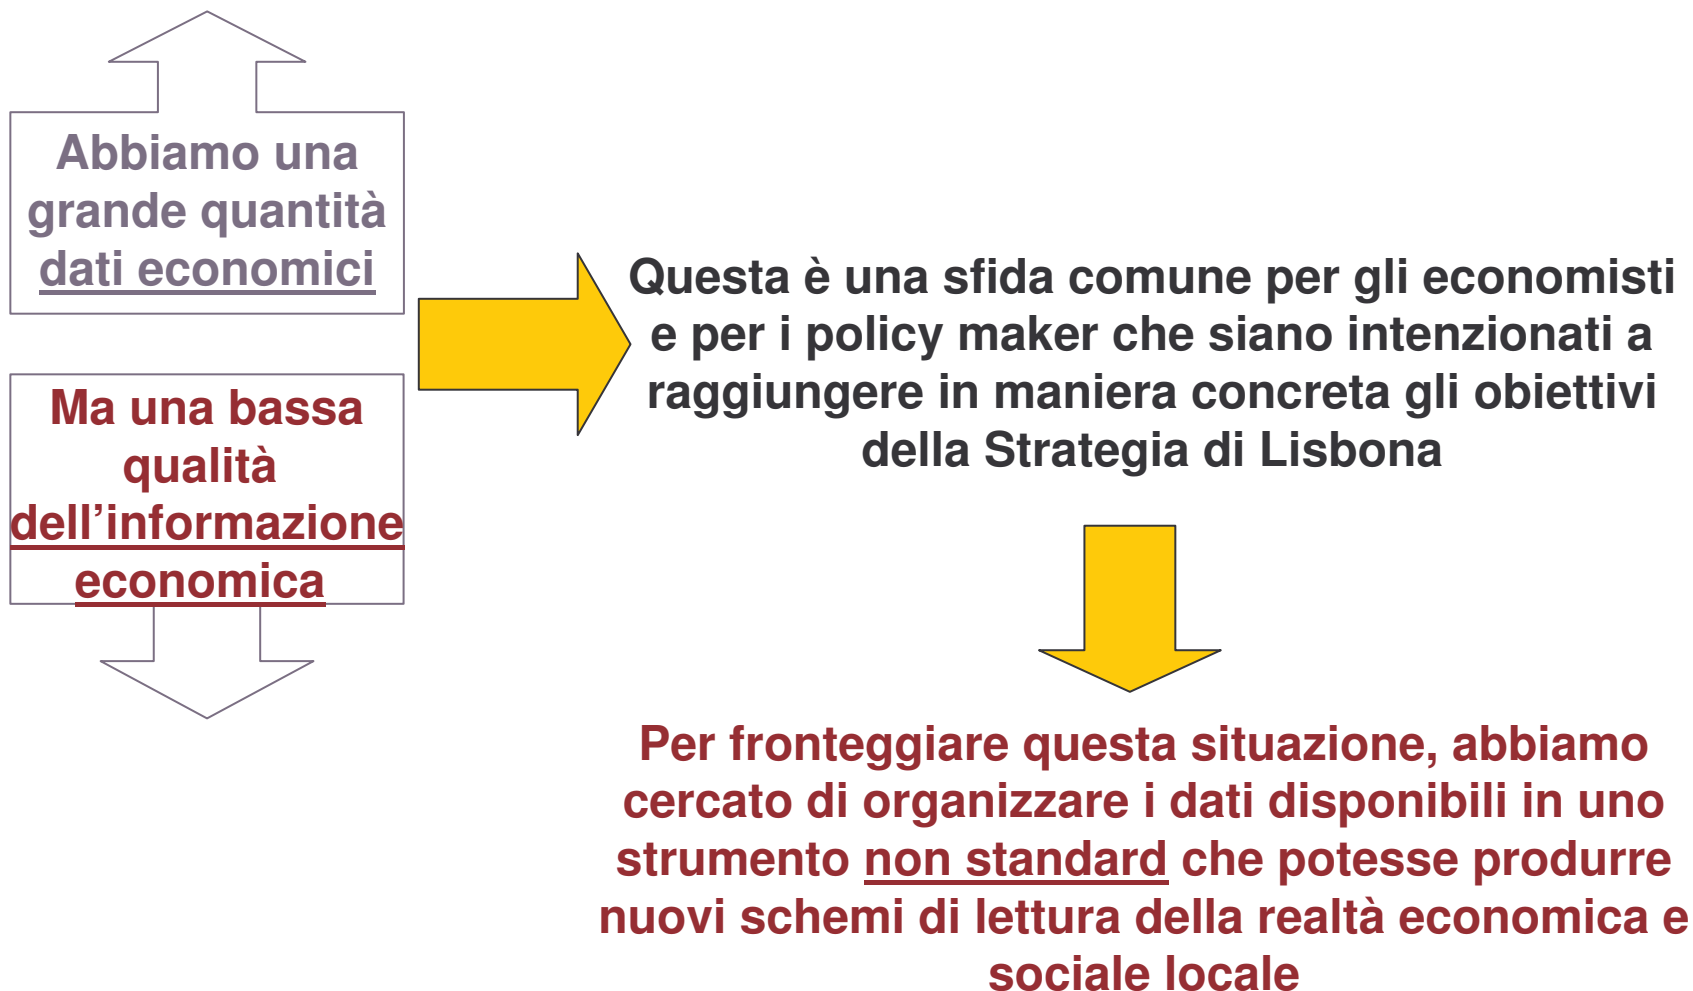 Abbiamo una
grande quantità
dati economici
Ma una bassa
qualità
dell’informazione
economica
Questa è una sfida comune per gli economisti
e per i policy maker che siano intenzionati a
raggiungere in maniera concreta gli obiettivi
della Strategia di Lisbona
Per fronteggiare questa situazione, abbiamo
cercato di organizzare i dati disponibili in uno
strumento non standard che potesse produrre
nuovi schemi di lettura della realtà economica e
sociale locale